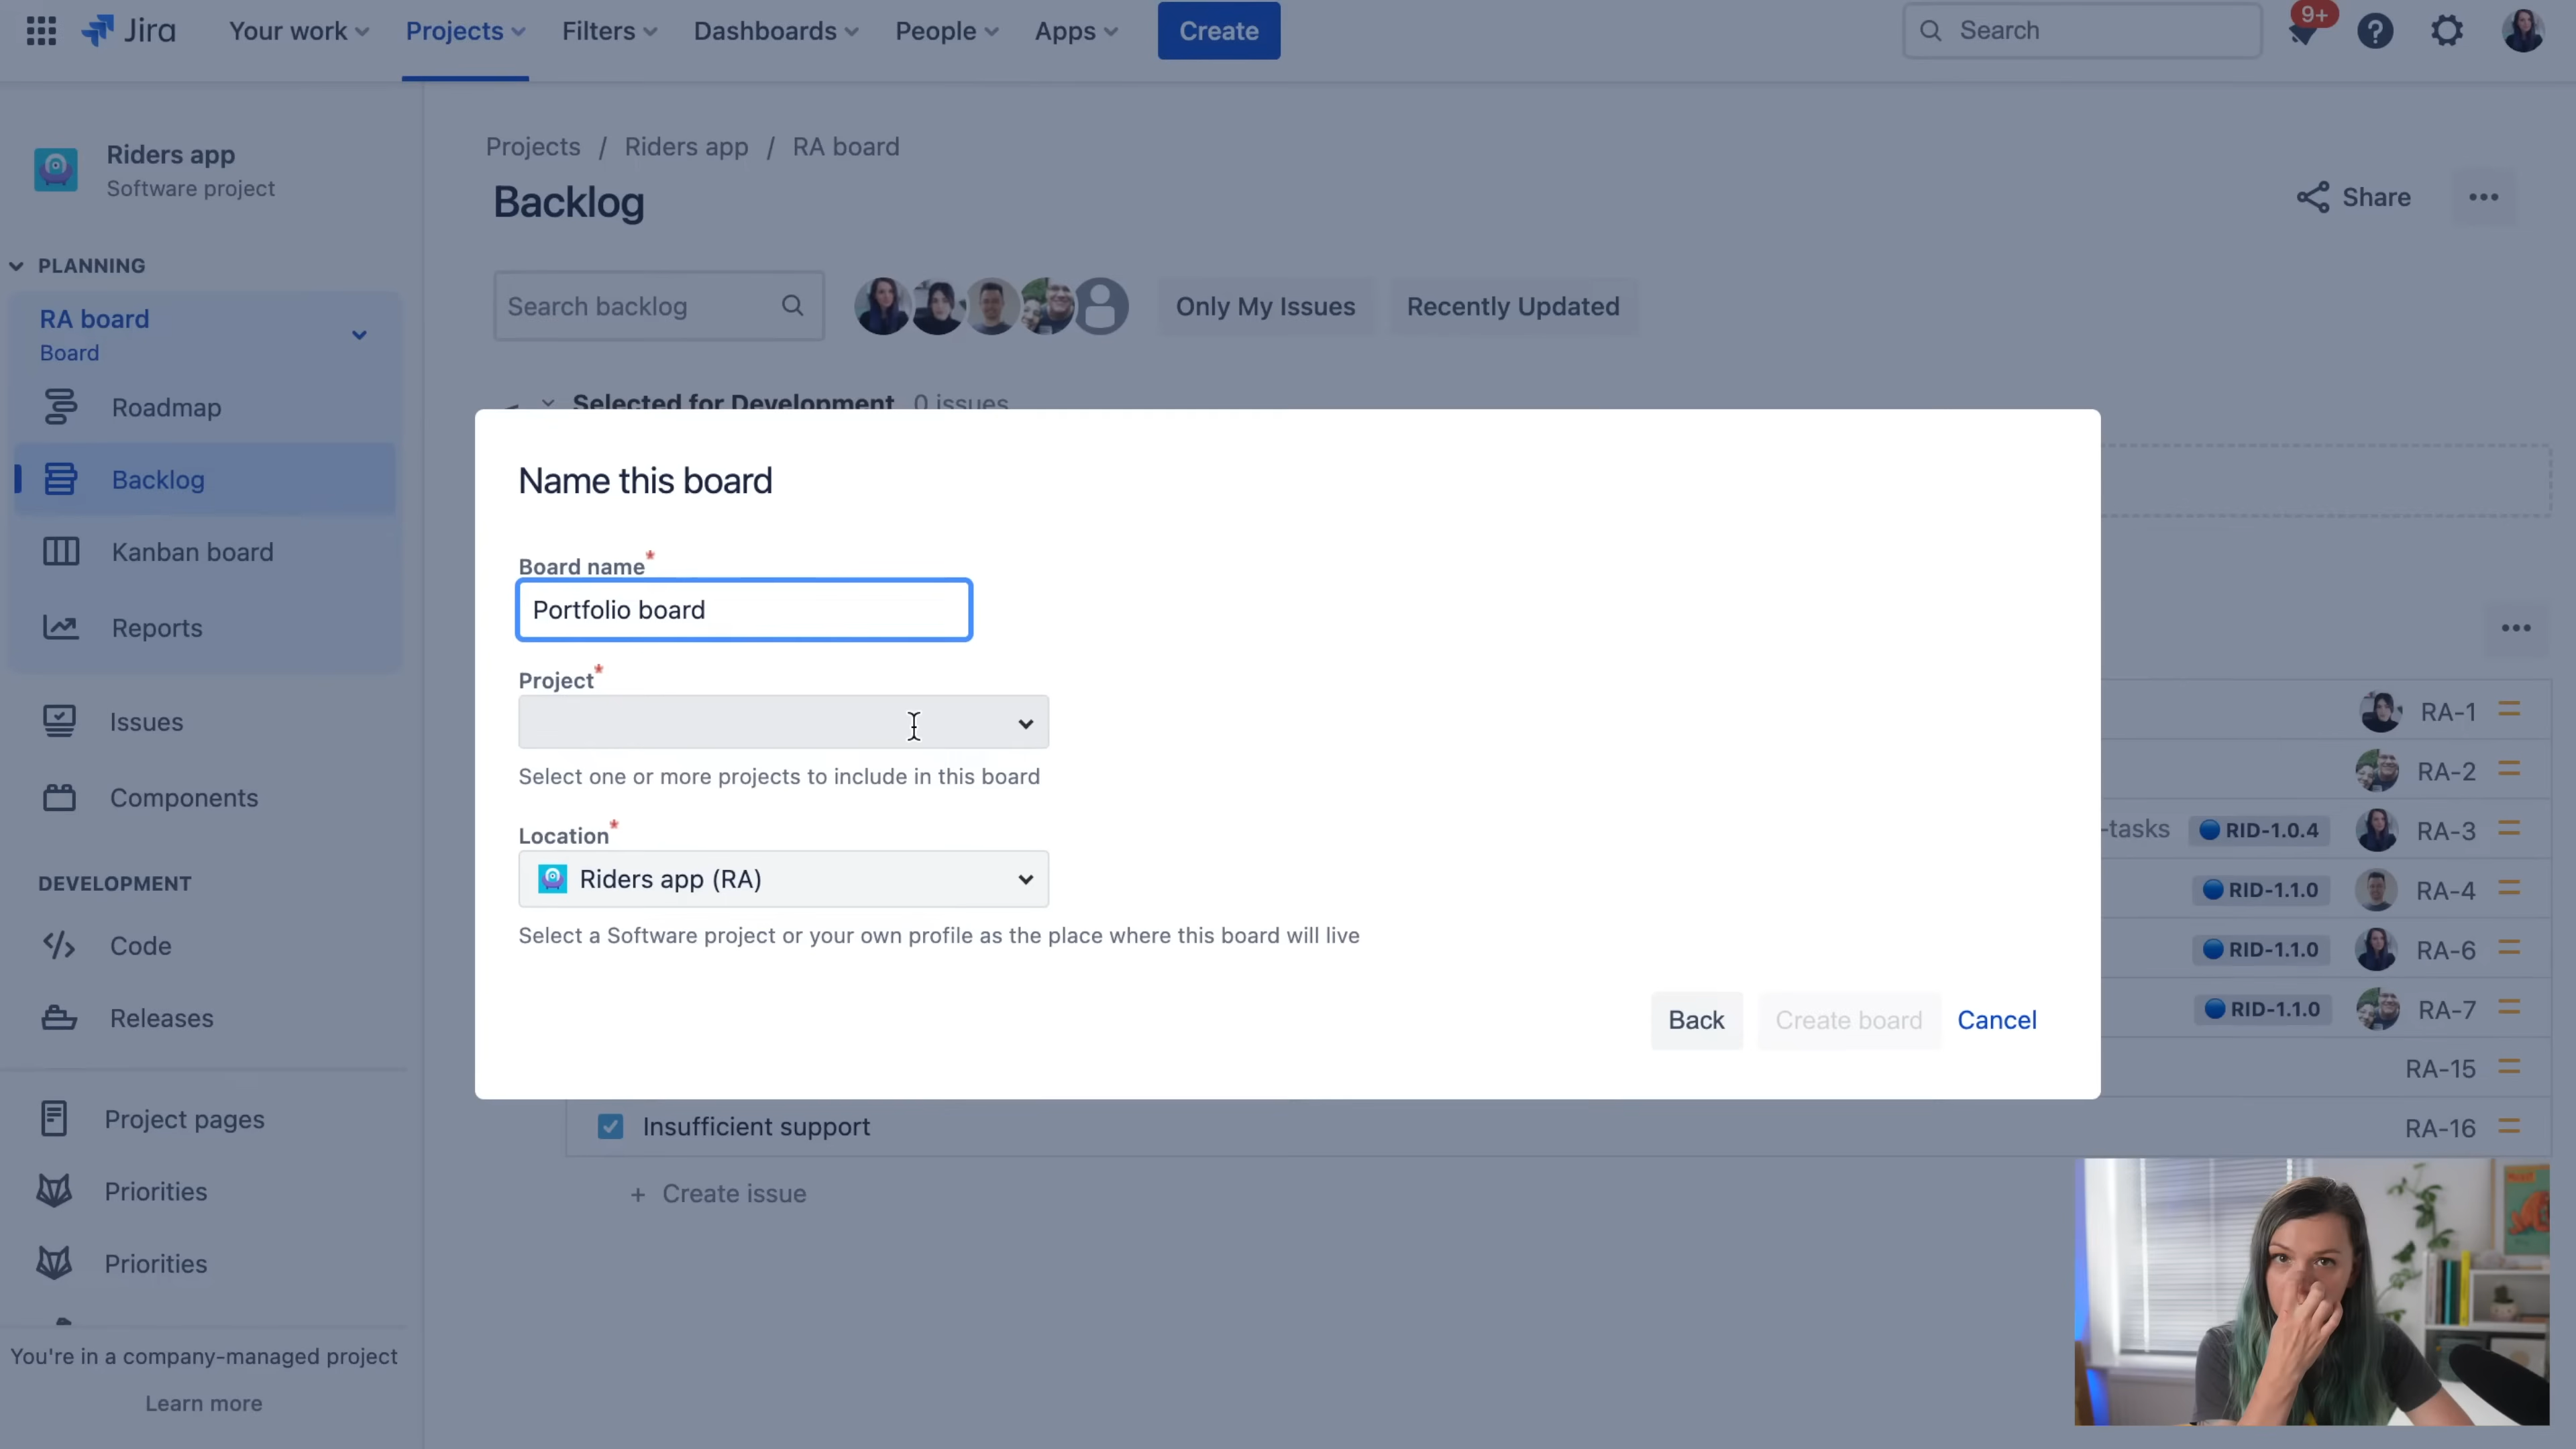 Jira
Your work
Projects
Filters
Dashboards
People
Apps
Create
Search
9+
Riders app
Software project
PLANNING
RA board
Board
Roadmap
Backlog
Kanban board
Reports
Issues
Components
DEVELOPMENT
Code
Releases
Project pages
Priorities
Priorities
You're in a company-managed project
Learn more
Projects / Riders app / RA board
Backlog
Share
Search backlog
Only My Issues
Recently Updated
Selected for Development 0 issues
Name this board
Board name*
Portfolio board
Project*
Select one or more projects to include in this board
Location*
Riders app (RA)
Select a Software project or your own profile as the place where this board will live
Back
Create board
Cancel
RA-1
RA-2
-tasks RID-1.0.4 RA-3
RID-1.1.0 RA-4
RID-1.1.0 RA-6
RID-1.1.0 RA-7
RA-15
Insufficient support RA-16
+ Create issue